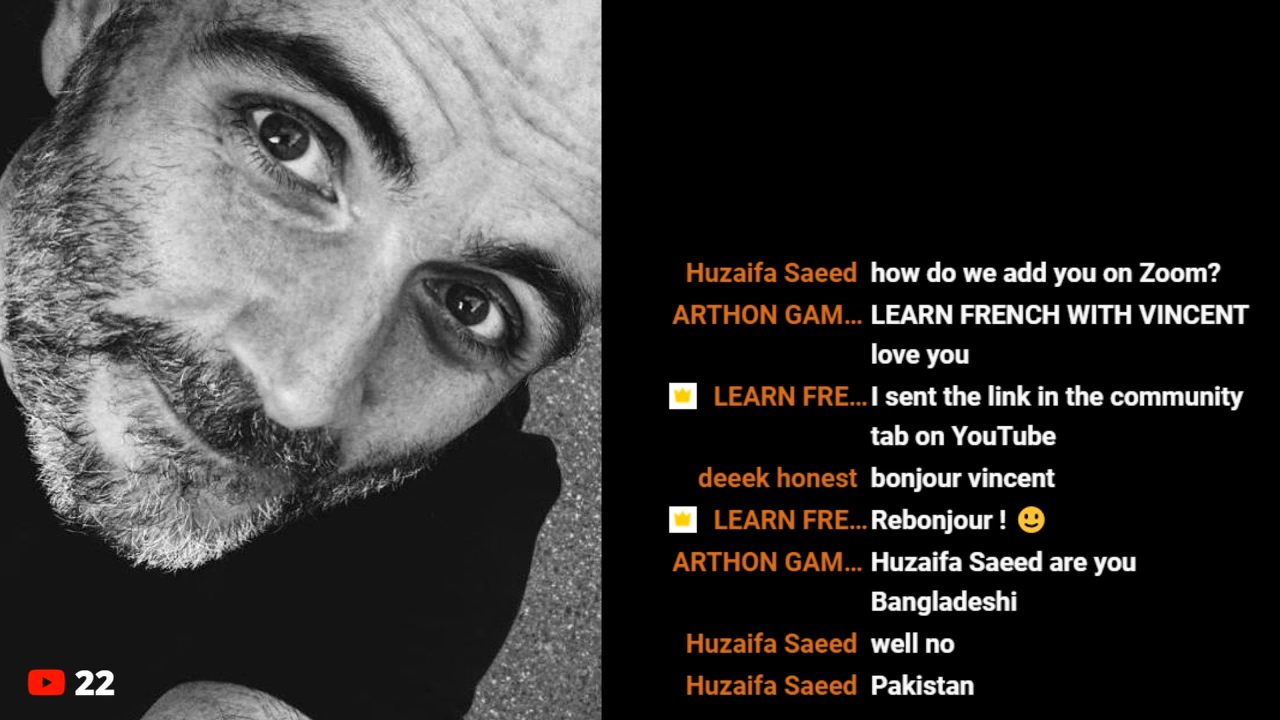 Huzaifa Saeed how do we add you on Zoom?
ARTHON GAM... LEARN FRENCH WITH VINCENT
love you
LEARN FRE... I sent the link in the community
tab on YouTube
deeek honest bonjour vincent
LEARN FRE... Rebonjour ! 🙂
ARTHON GAM... Huzaifa Saeed are you
Bangladeshi
Huzaifa Saeed well no
Huzaifa Saeed Pakistan
22